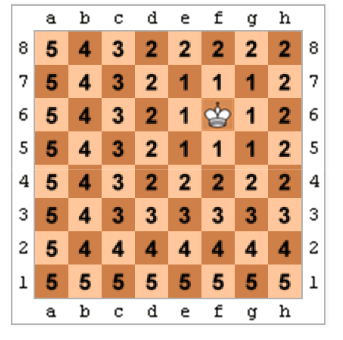 a b c d e f g h
8 5 4 3 2 2 2 2 2 8
7 5 4 3 2 1 1 1 2 7
6 5 4 3 2 1 1 2 6
5 5 4 3 2 1 1 1 2 5
4 5 4 3 2 2 2 2 2 4
3 5 4 3 3 3 3 3 3 3
2 5 4 4 4 4 4 4 4 2
1 5 5 5 5 5 5 5 5 1
a b c d e f g h